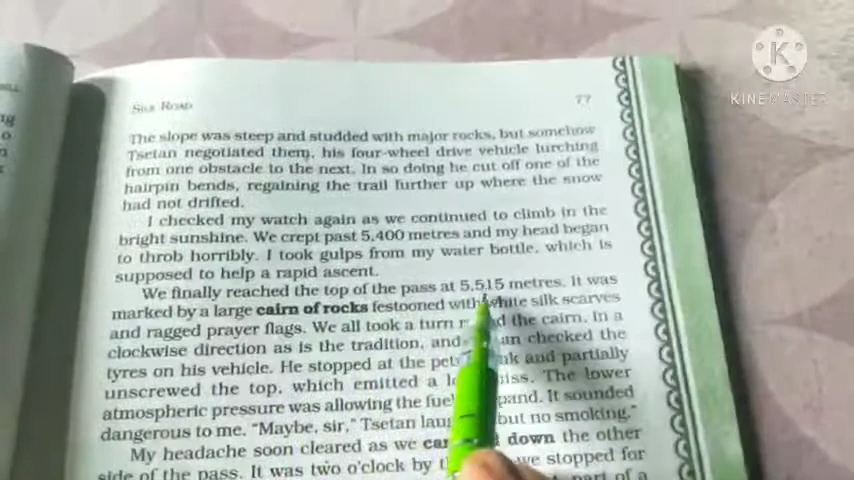 K
KINEMASTER
SILK ROAD 77
The slope was steep and studded with major rocks, but somehow
Tsetan negotiated them, his four-wheel drive vehicle lurching
from one obstacle to the next. In so doing he cut off one of the
hairpin bends, regaining the trail further up where the snow
had not drifted.
I checked my watch again as we continued to climb in the
bright sunshine. We crept past 5,400 metres and my head began
to throb horribly. I took gulps from my water bottle, which is
supposed to help a rapid ascent.
We finally reached the top of the pass at 5,515 metres. It was
marked by a large cairn of rocks festooned with white silk scarves
and ragged prayer flags. We all took a turn the cairn. In a
clockwise direction as is the tradition, and checked the
tyres on his vehicle. He stopped at the and partially
unscrewed the top, which emitted a The lower
atmospheric pressure was allowing the It sounded
dangerous to me. “Maybe, sir,” Tsetan but no smoking.”
My headache soon cleared as we down the other
side of the pass. It was two o'clock by we stopped for
part of a